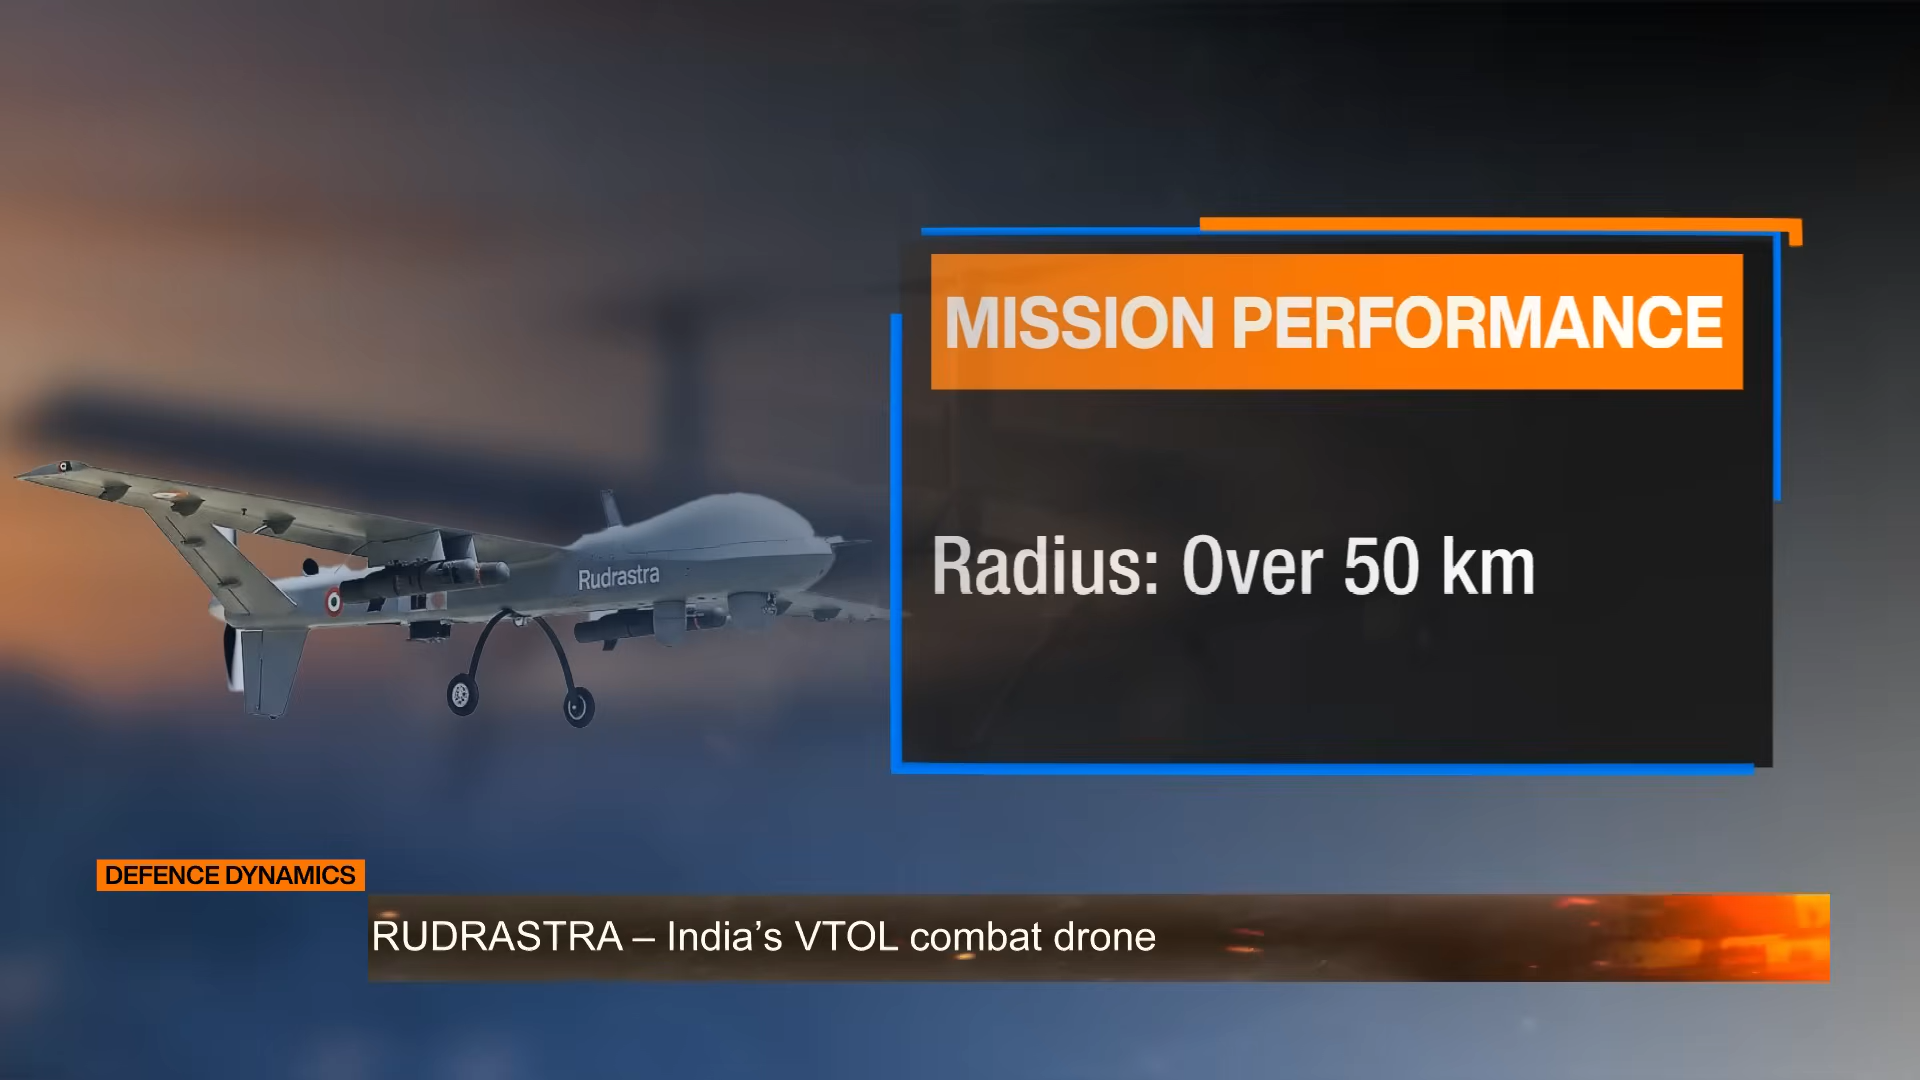 MISSION PERFORMANCE
Radius: Over 50 km
Rudrastra
DEFENCE DYNAMICS
RUDRASTRA – India’s VTOL combat drone